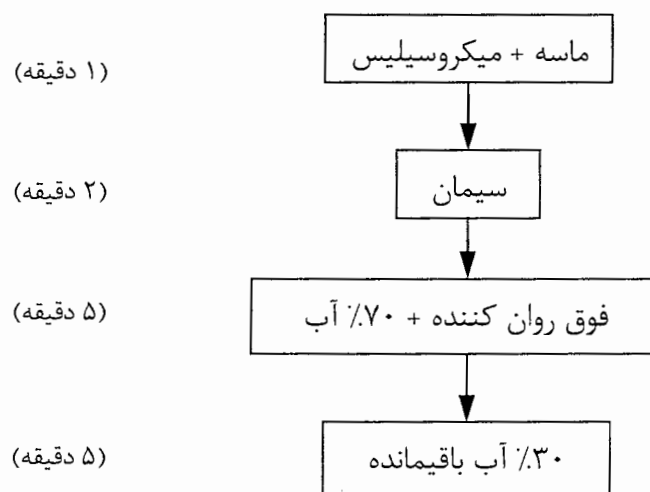 ماسه + میکروسیلیس
(۱ دقیقه)
سیمان
(۲ دقیقه)
فوق روان کننده + ۷۰٪ آب
(۵ دقیقه)
۳۰٪ آب باقیمانده
(۵ دقیقه)